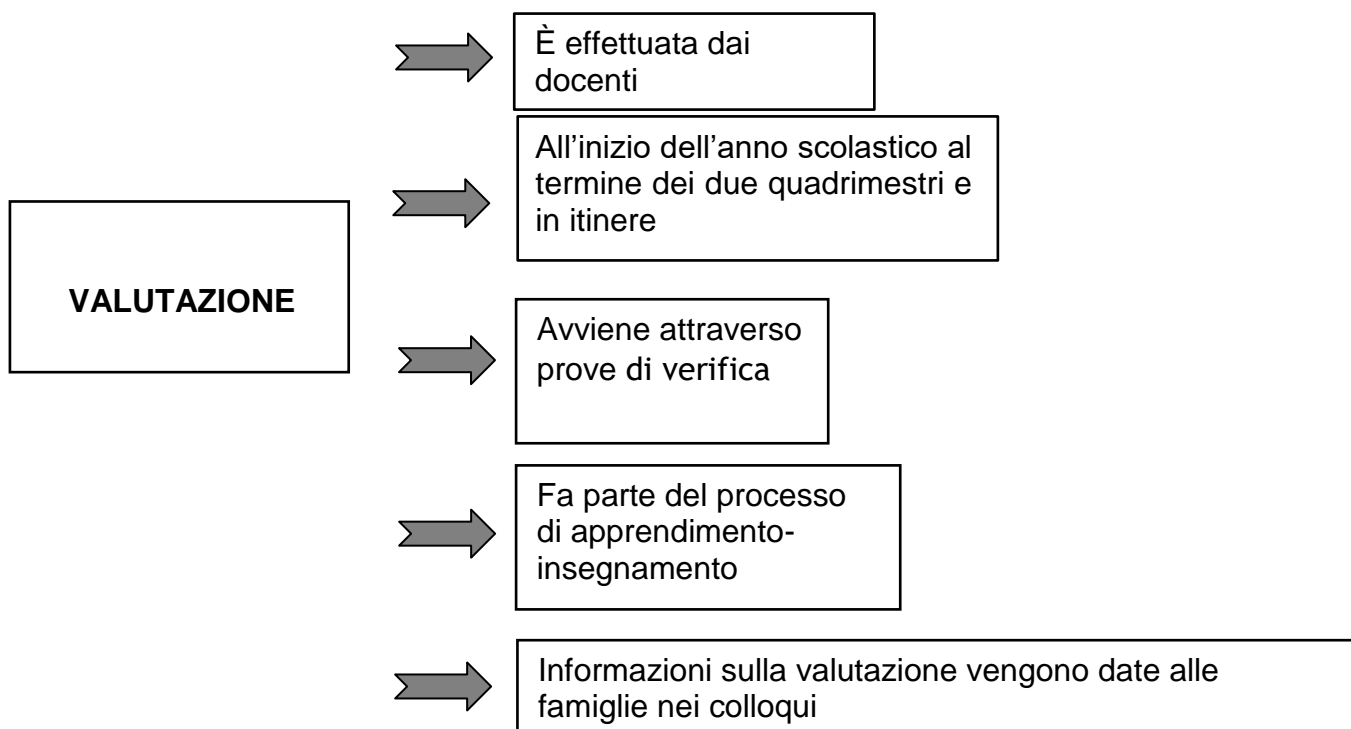 È effettuata dai
docenti
All’inizio dell’anno scolastico al
termine dei due quadrimestri e
in itinere
VALUTAZIONE
Avviene attraverso
prove di verifica
Fa parte del processo
di apprendimento-
insegnamento
Informazioni sulla valutazione vengono date alle
famiglie nei colloqui